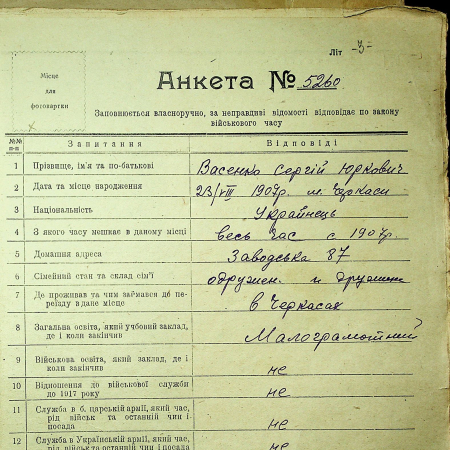 Літ -3-
Місце
для
фотокартки
Анкета № 5260
Заповнюється власноручно, за неправдиві відомості відповідає по закону
військового часу
№№
п-п
Запитання
Відповіді
1 Прізвище, ім'я та по-батькові Васенко Сергій Юркович
2 Дата та місце народження 23/VIII 1907р. м. Черкаси
3 Національність Українець
4 З якого часу мешкає в даному місці весь час с 1907р.
5 Домашня адреса Заводська 87
6 Сімейний стан та склад сім'ї одружен. и
7 Де проживав та чим займався до пе-
реїзду в дане місце в Черкасах
8 Загальна освіта, який учбовий заклад,
де і коли закінчив Малограмотний
9 Військова освіта, який заклад, де і
коли закінчив не
10 Відношення до військової служби
до 1917 року не
11 Служба в б. царській армії, який час,
рід військ та останній чин і
посада не
12 Служба в Українській армії, який час,
рід військ та останній чин і посада не